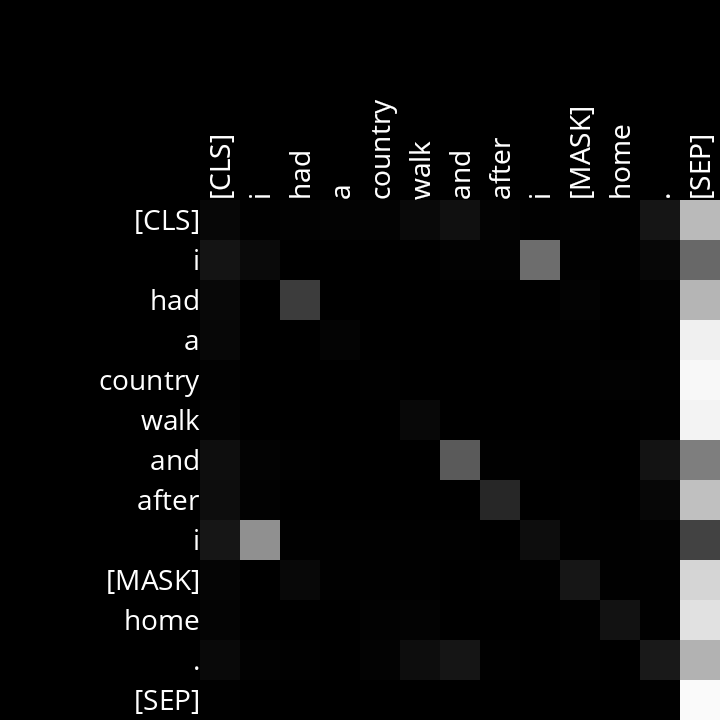 [CLS] i had a country walk and after i [MASK] home . [SEP]
[CLS]
i
had
a
country
walk
and
after
i
[MASK]
home
.
[SEP]